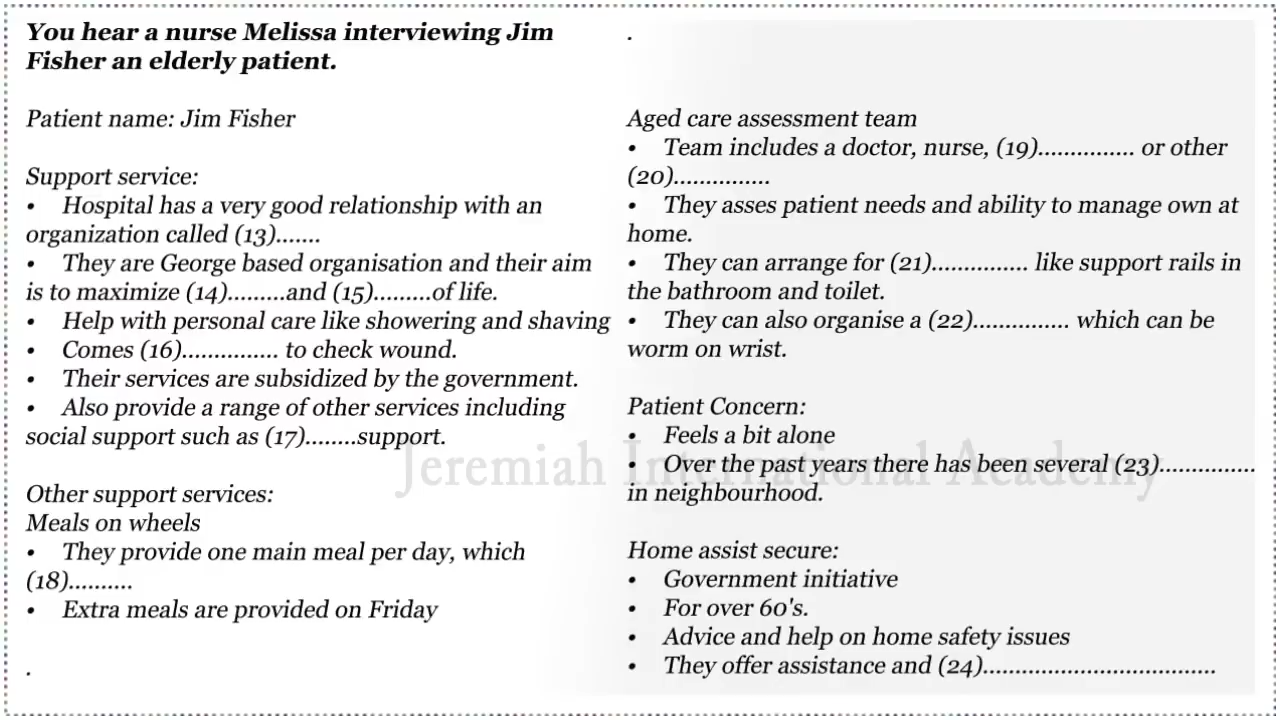 You hear a nurse Melissa interviewing Jim
Fisher an elderly patient.
Patient name: Jim Fisher
Support service:
• Hospital has a very good relationship with an
organization called (13).......
• They are George based organisation and their aim
is to maximize (14).........and (15).........of life.
• Help with personal care like showering and shaving
• Comes (16)............... to check wound.
• Their services are subsidized by the government.
• Also provide a range of other services including
social support such as (17)........support.
Other support services:
Meals on wheels
• They provide one main meal per day, which
(18)..........
• Extra meals are provided on Friday
.
.
Aged care assessment team
• Team includes a doctor, nurse, (19)............... or other
(20)...............
• They asses patient needs and ability to manage own at
home.
• They can arrange for (21)............... like support rails in
the bathroom and toilet.
• They can also organise a (22)............... which can be
worm on wrist.
Patient Concern:
• Feels a bit alone
• Over the past years there has been several (23)...............
in neighbourhood.
Home assist secure:
• Government initiative
• For over 60's.
• Advice and help on home safety issues
• They offer assistance and (24)....................................
Jeremiah International Academy